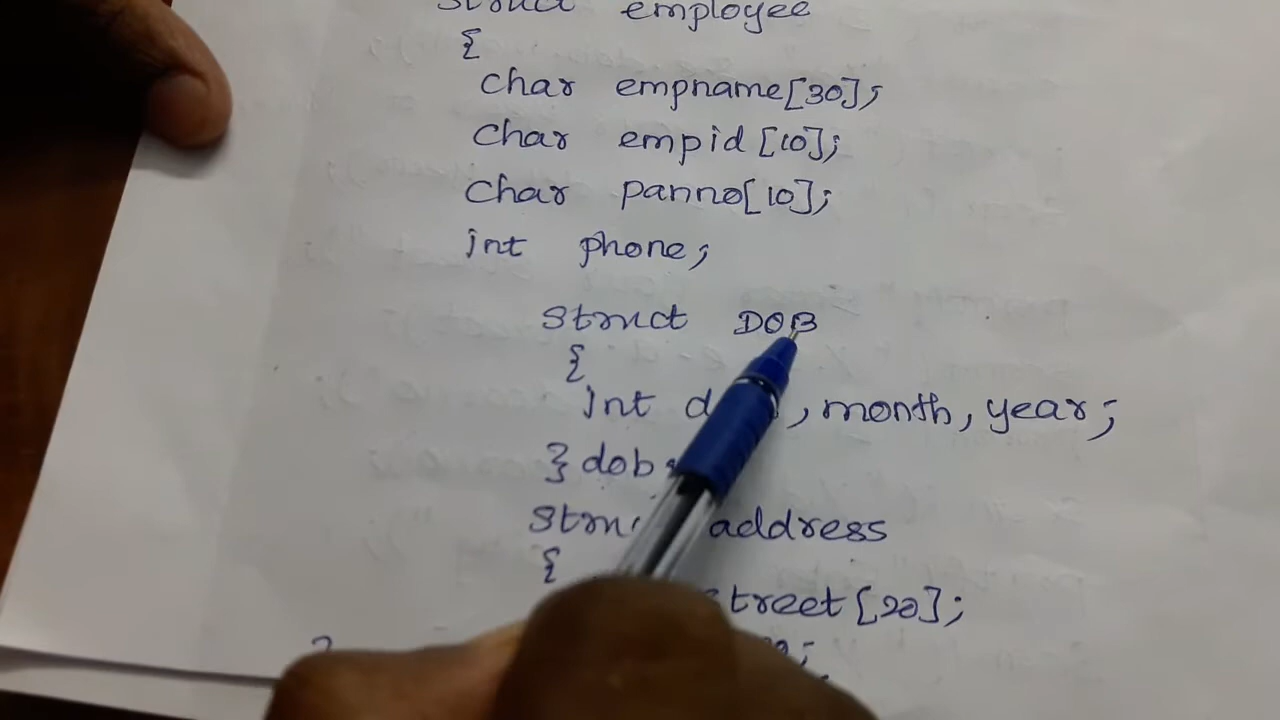 struct employee
{
char empname[30];
char empid[10];
char panno[10];
int phone;
struct DOB
{
int , month, year;
} dob
address
{
street[20];